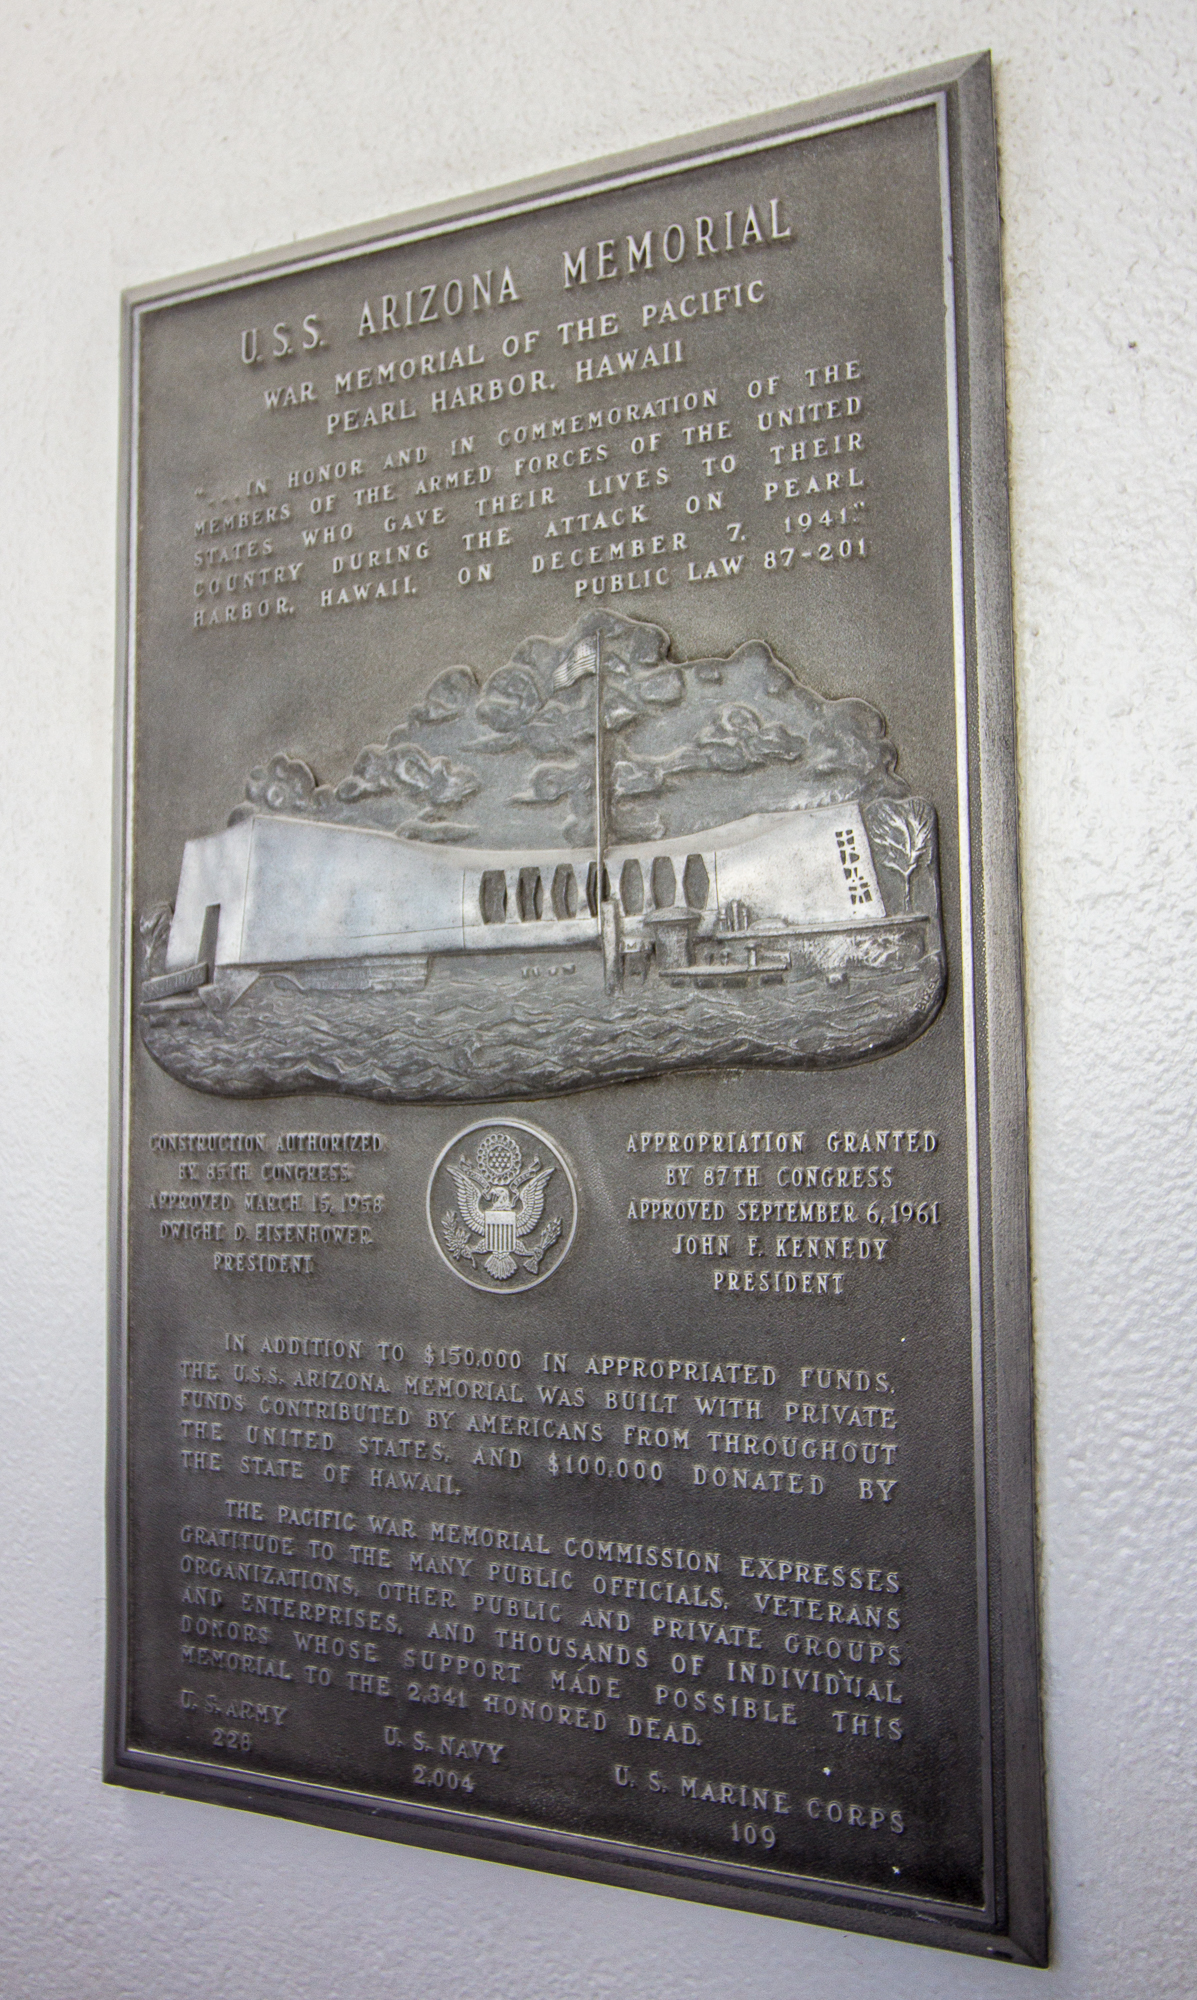 U.S.S. ARIZONA MEMORIAL
WAR MEMORIAL OF THE PACIFIC
PEARL HARBOR, HAWAII
"...IN HONOR AND IN COMMEMORATION OF THE
MEMBERS OF THE ARMED FORCES OF THE UNITED
STATES WHO GAVE THEIR LIVES TO THEIR
COUNTRY DURING THE ATTACK ON PEARL
HARBOR, HAWAII, ON DECEMBER 7, 1941."
PUBLIC LAW 87-201
CONSTRUCTION AUTHORIZED
BY 85TH CONGRESS
APPROVED MARCH 15, 1958
DWIGHT D. EISENHOWER
PRESIDENT
APPROPRIATION GRANTED
BY 87TH CONGRESS
APPROVED SEPTEMBER 6, 1961
JOHN F. KENNEDY
PRESIDENT
IN ADDITION TO $150,000 IN APPROPRIATED FUNDS,
THE U.S.S. ARIZONA MEMORIAL WAS BUILT WITH PRIVATE
FUNDS CONTRIBUTED BY AMERICANS FROM THROUGHOUT
THE UNITED STATES, AND $100,000 DONATED BY
THE STATE OF HAWAII.
THE PACIFIC WAR MEMORIAL COMMISSION EXPRESSES
GRATITUDE TO THE MANY PUBLIC OFFICIALS, VETERANS
ORGANIZATIONS, OTHER PUBLIC AND PRIVATE GROUPS
AND ENTERPRISES, AND THOUSANDS OF INDIVIDUAL
DONORS WHOSE SUPPORT MADE POSSIBLE THIS
MEMORIAL TO THE 2,341 HONORED DEAD.
U. S. ARMY
228
U. S. NAVY
2,004
U. S. MARINE CORPS
109